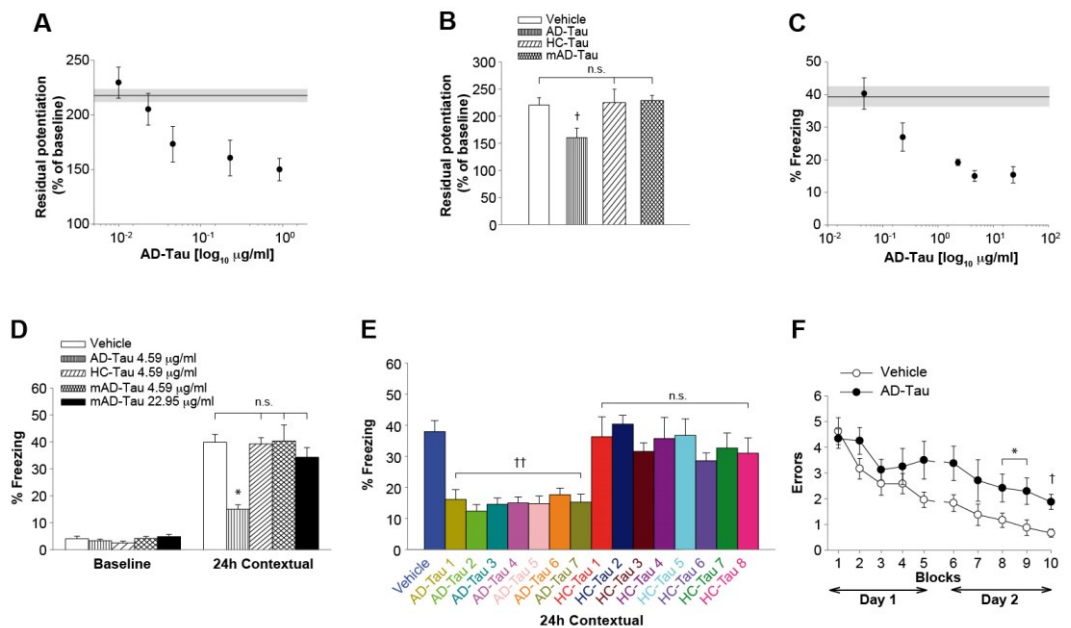 A
Residual potentiation
(% of baseline)
250
200
150
100
10-2
10-1
100
AD-Tau [log10 μg/ml]
B
Vehicle
AD-Tau
HC-Tau
mAD-Tau
n.s.
†
Residual potentiation
(% of baseline)
300
250
200
150
100
50
0
C
% Freezing
50
40
30
20
10
0
10-2
10-1
100
101
102
AD-Tau [log10 μg/ml]
D
Vehicle
AD-Tau 4.59 μg/ml
HC-Tau 4.59 μg/ml
mAD-Tau 4.59 μg/ml
mAD-Tau 22.95 μg/ml
n.s.
*
% Freezing
60
50
40
30
20
10
0
Baseline
24h Contextual
E
n.s.
††
% Freezing
60
50
40
30
20
10
0
Vehicle
AD-Tau 1
AD-Tau 2
AD-Tau 3
AD-Tau 4
AD-Tau 5
AD-Tau 6
AD-Tau 7
HC-Tau 1
HC-Tau 2
HC-Tau 3
HC-Tau 4
HC-Tau 5
HC-Tau 6
HC-Tau 7
HC-Tau 8
24h Contextual
F
Vehicle
AD-Tau
*
†
Errors
6
5
4
3
2
1
0
1 2 3 4 5 6 7 8 9 10
Blocks
Day 1
Day 2